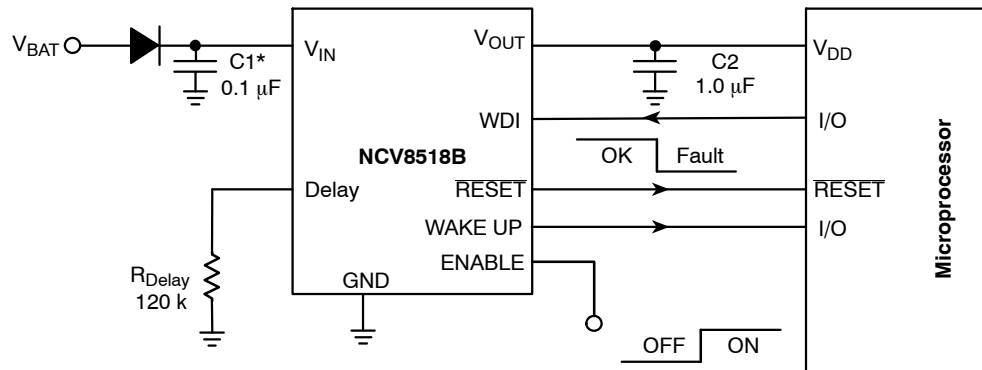 V_BAT
C1*
0.1 μF
V_IN
V_OUT
C2
1.0 μF
V_DD
WDI
I/O
NCV8518B
OK
Fault
Delay
RESET
RESET
WAKE UP
I/O
ENABLE
R_Delay
120 k
GND
OFF
ON
Microprocessor